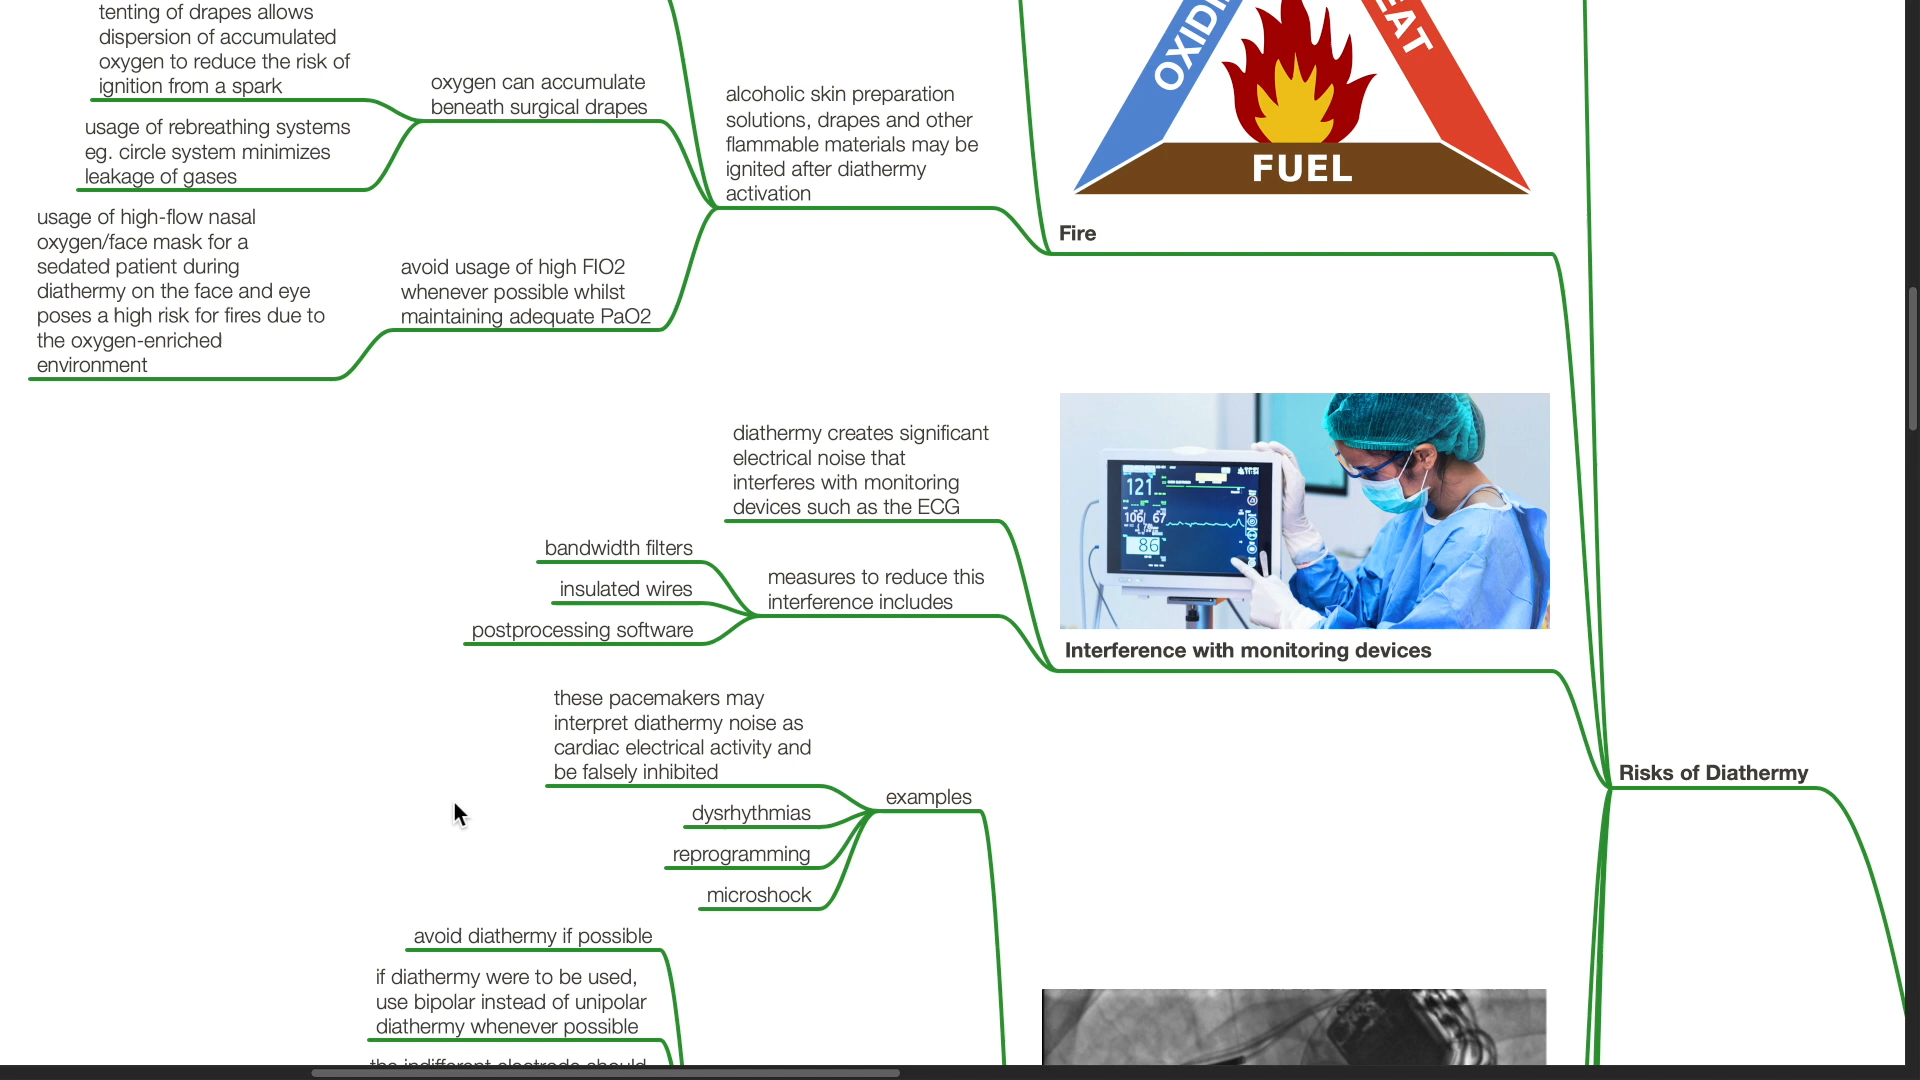 tenting of drapes allows
dispersion of accumulated
oxygen to reduce the risk of
ignition from a spark
usage of rebreathing systems
eg. circle system minimizes
leakage of gases
oxygen can accumulate
beneath surgical drapes
usage of high-flow nasal
oxygen/face mask for a
sedated patient during
diathermy on the face and eye
poses a high risk for fires due to
the oxygen-enriched
environment
avoid usage of high FIO2
whenever possible whilst
maintaining adequate PaO2
alcoholic skin preparation
solutions, drapes and other
flammable materials may be
ignited after diathermy
activation
OXIDI
EAT
FUEL
Fire
diathermy creates significant
electrical noise that
interferes with monitoring
devices such as the ECG
bandwidth filters
insulated wires
postprocessing software
measures to reduce this
interference includes
121
106/ 67
86
Interference with monitoring devices
these pacemakers may
interpret diathermy noise as
cardiac electrical activity and
be falsely inhibited
dysrhythmias
reprogramming
microshock
examples
avoid diathermy if possible
if diathermy were to be used,
use bipolar instead of unipolar
diathermy whenever possible
the indifferent electrode should
Risks of Diathermy